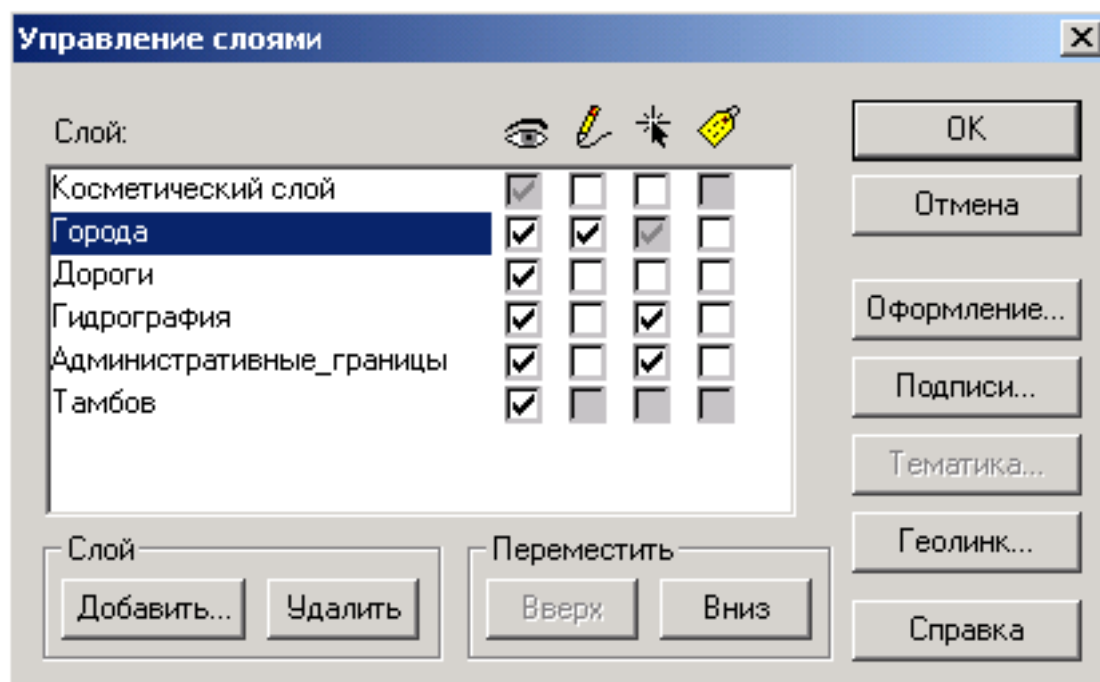 Управление слоями
Слой:
Косметический слой
Города
Дороги
Гидрография
Административные_границы
Тамбов
OK
Отмена
Оформление...
Подписи...
Тематика...
Геолинк...
Справка
Слой
Добавить...
Удалить
Переместить
Вверх
Вниз